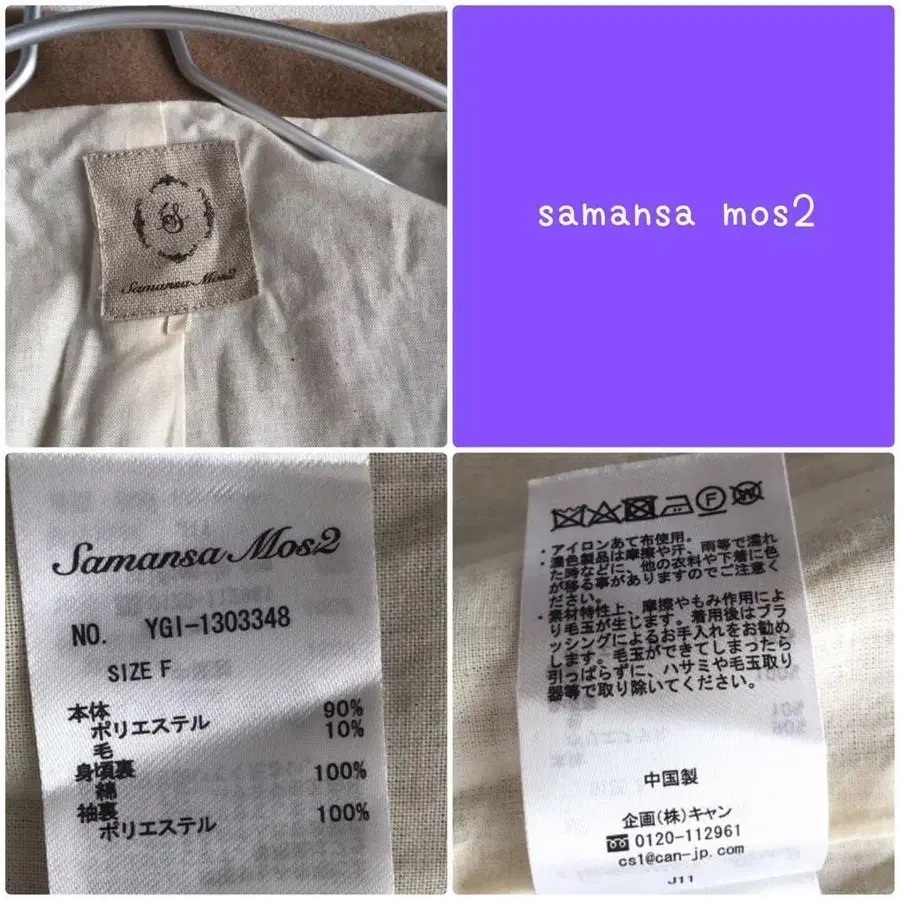 Samansa Mos2
samansa mos2
Samansa Mos2
NO. YGI-1303348
SIZE F
本体
ポリエステル 90%
毛 10%
身頃裏
綿 100%
袖裏
ポリエステル 100%
・アイロンあて布使用。
・濃色製品は摩擦や汗、雨等で濡れ
た時などに、他の衣料や下着に色
が移る事がありますのでご注意く
ださい。
・素材特性上、摩擦やもみ作用によ
り毛玉が生じます。着用後はブラ
ッシングによるお手入れをお勧め
します。毛玉ができてしまったら
引っぱらずに、ハサミや毛玉取り
器等で取り除いてください。
中国製
企画(株)キャン
0120-112961
cs1@can-jp.com
J11